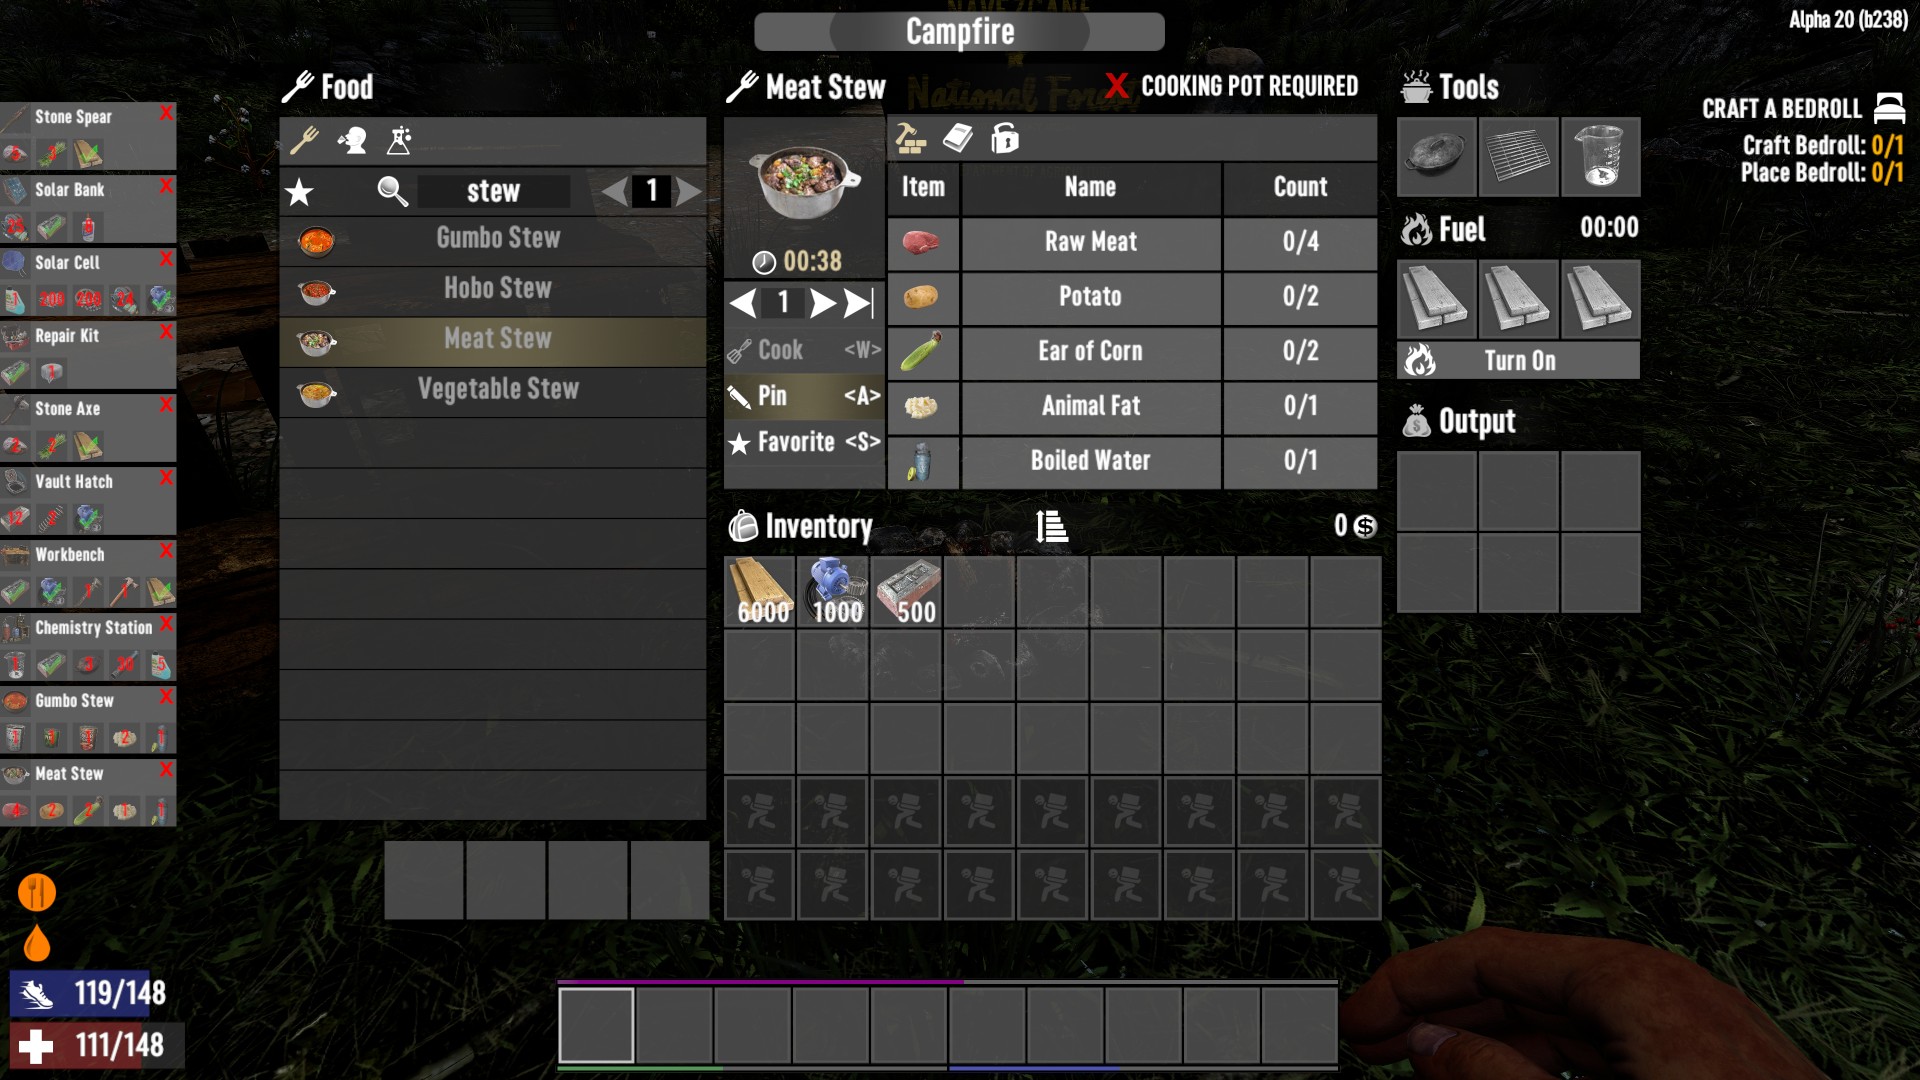 Campfire
Alpha 20 (b238)
Food
Meat Stew
X COOKING POT REQUIRED
Tools
CRAFT A BEDROLL
Craft Bedroll: 0/1
Place Bedroll: 0/1
Stone Spear X
Solar Bank X
Solar Cell X
Repair Kit X
Stone Axe X
Vault Hatch X
Workbench X
Chemistry Station X
Gumbo Stew X
Meat Stew X
stew
1
Gumbo Stew
Hobo Stew
Meat Stew
Vegetable Stew
00:38
1
Cook <W>
Pin <A>
Favorite <S>
Item Name Count
Raw Meat 0/4
Potato 0/2
Ear of Corn 0/2
Animal Fat 0/1
Boiled Water 0/1
Fuel 00:00
Turn On
Output
Inventory
0
6000 1000 500
119/148
111/148
National Forest